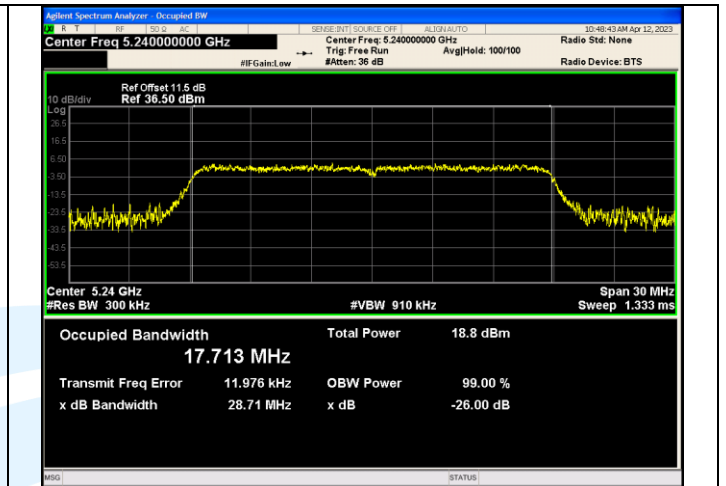 Agilent Spectrum Analyzer - Occupied BW
R T RF 50 Ω AC SENSE:INT SOURCE OFF ALIGN AUTO 10:48:43 AM Apr 12, 2023
Center Freq 5.240000000 GHz Center Freq: 5.240000000 GHz Radio Std: None
Trig: Free Run Avg|Hold: 100/100
#IFGain:Low #Atten: 36 dB Radio Device: BTS
Ref Offset 11.5 dB
10 dB/div Ref 36.50 dBm
Log
26.5
16.5
6.50
-3.50
-13.5
-23.5
-33.5
-43.5
-53.5
Center 5.24 GHz Span 30 MHz
#Res BW 300 kHz #VBW 910 kHz Sweep 1.333 ms
Occupied Bandwidth Total Power 18.8 dBm
17.713 MHz
Transmit Freq Error 11.976 kHz OBW Power 99.00 %
x dB Bandwidth 28.71 MHz x dB -26.00 dB
MSG STATUS